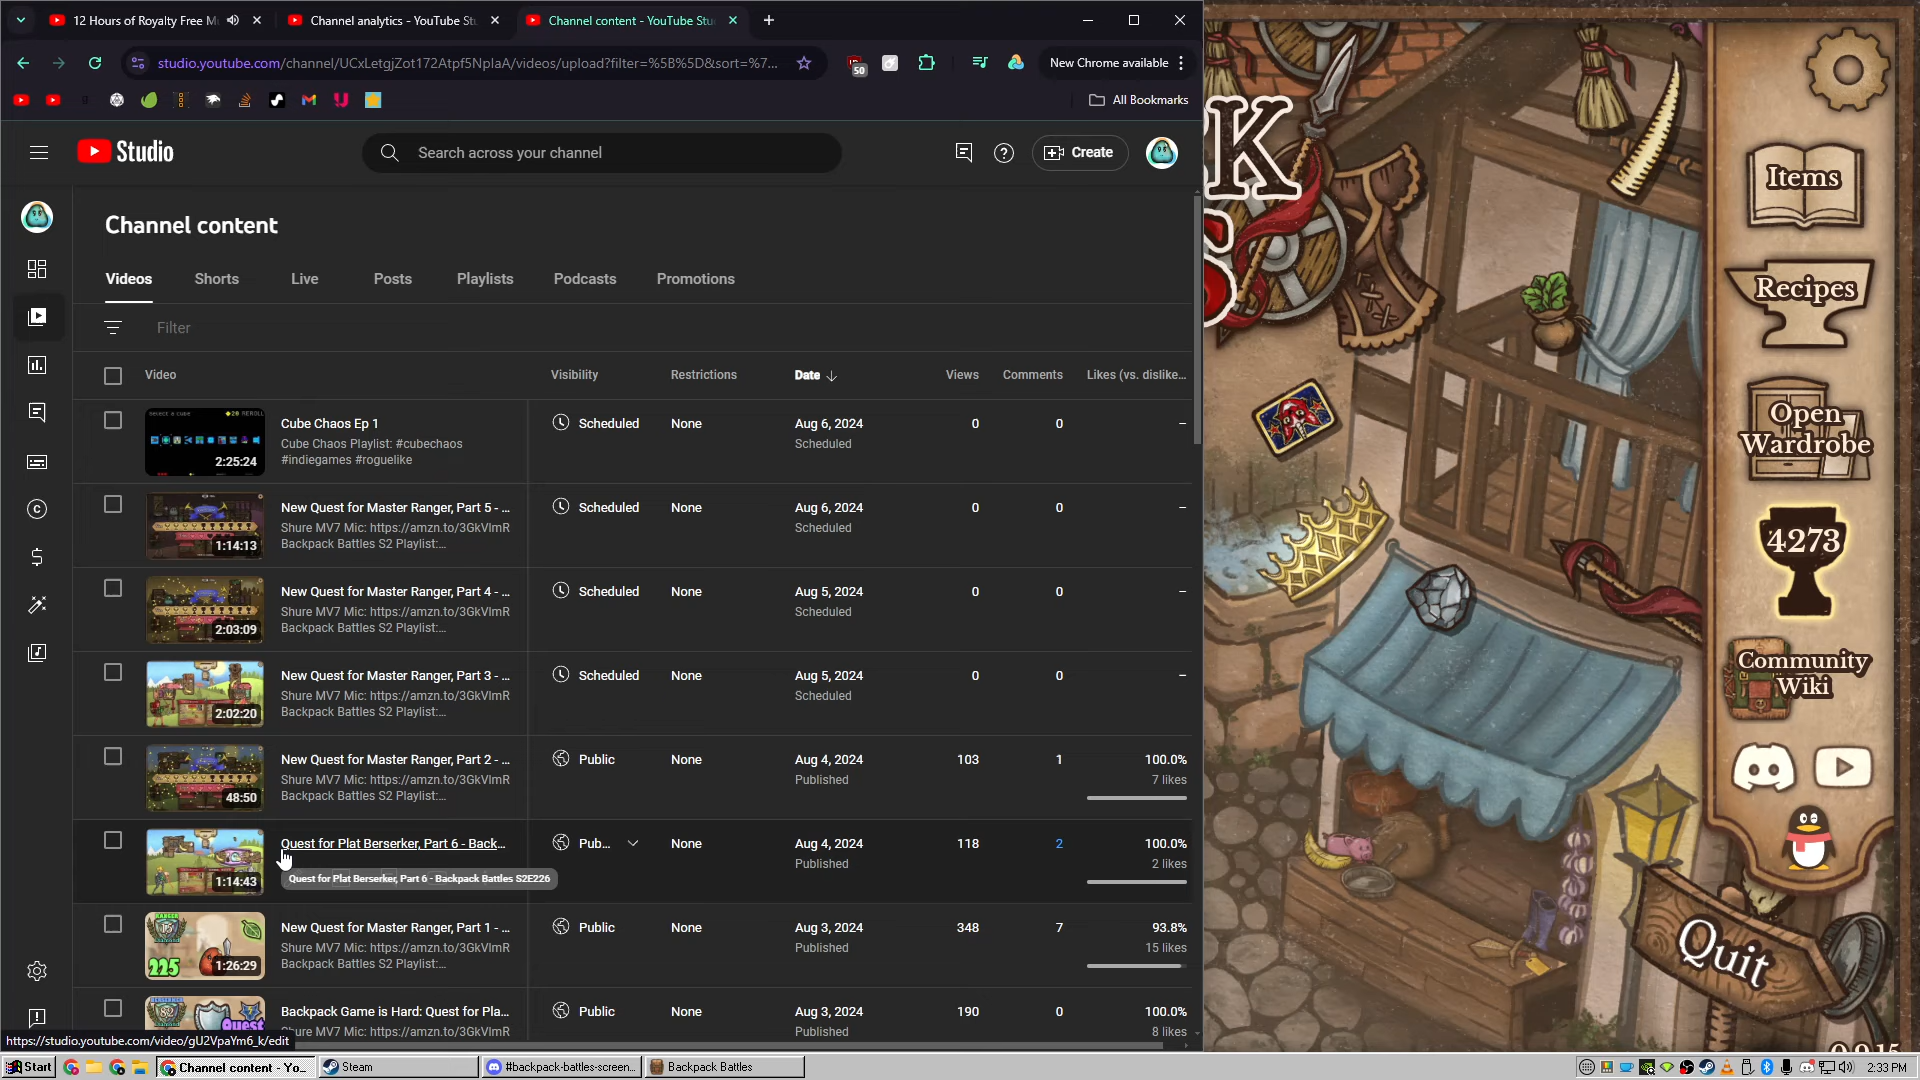 12 Hours of Royalty Free M
Channel analytics - YouTube Stu
Channel content - YouTube Stu
studio.youtube.com/channel/UCxLetgjZot172Atpf5NplaA/videos/upload?filter=%5B%5D&sort=%7...
50
New Chrome available
All Bookmarks
Studio
Search across your channel
Create
Channel content
Videos
Shorts
Live
Posts
Playlists
Podcasts
Promotions
Filter
Video
Visibility
Restrictions
Date
Views
Comments
Likes (vs. dislike...
2:25:24
Cube Chaos Ep 1
Cube Chaos Playlist: #cubechaos
#indiegames #roguelike
Scheduled
None
Aug 6, 2024
Scheduled
0
0
–
1:14:13
New Quest for Master Ranger, Part 5 - ...
Shure MV7 Mic: https://amzn.to/3GkVlmR
Backpack Battles S2 Playlist:...
Scheduled
None
Aug 6, 2024
Scheduled
0
0
–
2:03:09
New Quest for Master Ranger, Part 4 - ...
Shure MV7 Mic: https://amzn.to/3GkVlmR
Backpack Battles S2 Playlist:...
Scheduled
None
Aug 5, 2024
Scheduled
0
0
–
2:02:20
New Quest for Master Ranger, Part 3 - ...
Shure MV7 Mic: https://amzn.to/3GkVlmR
Backpack Battles S2 Playlist:...
Scheduled
None
Aug 5, 2024
Scheduled
0
0
–
48:50
New Quest for Master Ranger, Part 2 - ...
Shure MV7 Mic: https://amzn.to/3GkVlmR
Backpack Battles S2 Playlist:...
Public
None
Aug 4, 2024
Published
103
1
100.0%
7 likes
1:14:43
Quest for Plat Berserker, Part 6 - Back...
Quest for Plat Berserker, Part 6 - Backpack Battles S2E226
Pub...
None
Aug 4, 2024
Published
118
2
100.0%
2 likes
225
1:26:29
New Quest for Master Ranger, Part 1 - ...
Shure MV7 Mic: https://amzn.to/3GkVlmR
Backpack Battles S2 Playlist:...
Public
None
Aug 3, 2024
Published
348
7
93.8%
15 likes
Quest
Backpack Game is Hard: Quest for Pla...
Shure MV7 Mic: https://amzn.to/3GkVlmR
Public
None
Aug 3, 2024
Published
190
0
100.0%
8 likes
https://studio.youtube.com/video/gU2VpaYm6_k/edit
Items
Recipes
Open
Wardrobe
4273
Community
Wiki
Quit
0.9.15
Start
Channel content - Yo...
Steam
#backpack-battles-screen...
Backpack Battles
2:33 PM